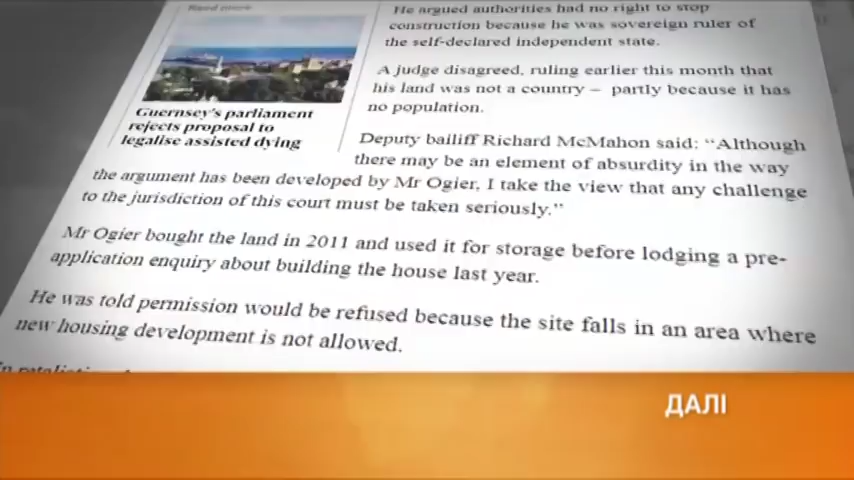 Read more
He argued authorities had no right to stop
construction because he was sovereign ruler of
the self-declared independent state.
A judge disagreed, ruling earlier this month that
his land was not a country – partly because it has
no population.
Guernsey's parliament
rejects proposal to
legalise assisted dying
Deputy bailiff Richard McMahon said: “Although
there may be an element of absurdity in the way
the argument has been developed by Mr Ogier, I take the view that any challenge
to the jurisdiction of this court must be taken seriously.”
Mr Ogier bought the land in 2011 and used it for storage before lodging a pre-
application enquiry about building the house last year.
He was told permission would be refused because the site falls in an area where
new housing development is not allowed.
ДАЛІ